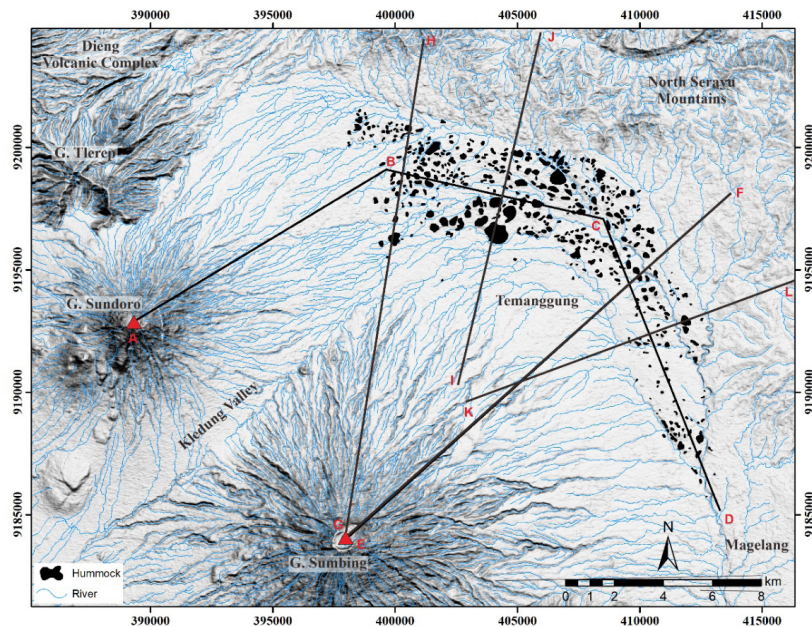 390000 395000 400000 405000 410000
Dieng
Volcanic Complex
H
J
North Serayu
Mountains
9200000
9200000
G. Tlerep
B
F
C
9195000
9195000
L
G. Sundoro
A
Temanggung
I
K
9190000
9190000
Kledung Valley
9185000
9185000
G
E
G. Sumbing
D
N
Magelang
Hummock
River
0 1 2 4 6 8
km
390000 395000 400000 405000 410000